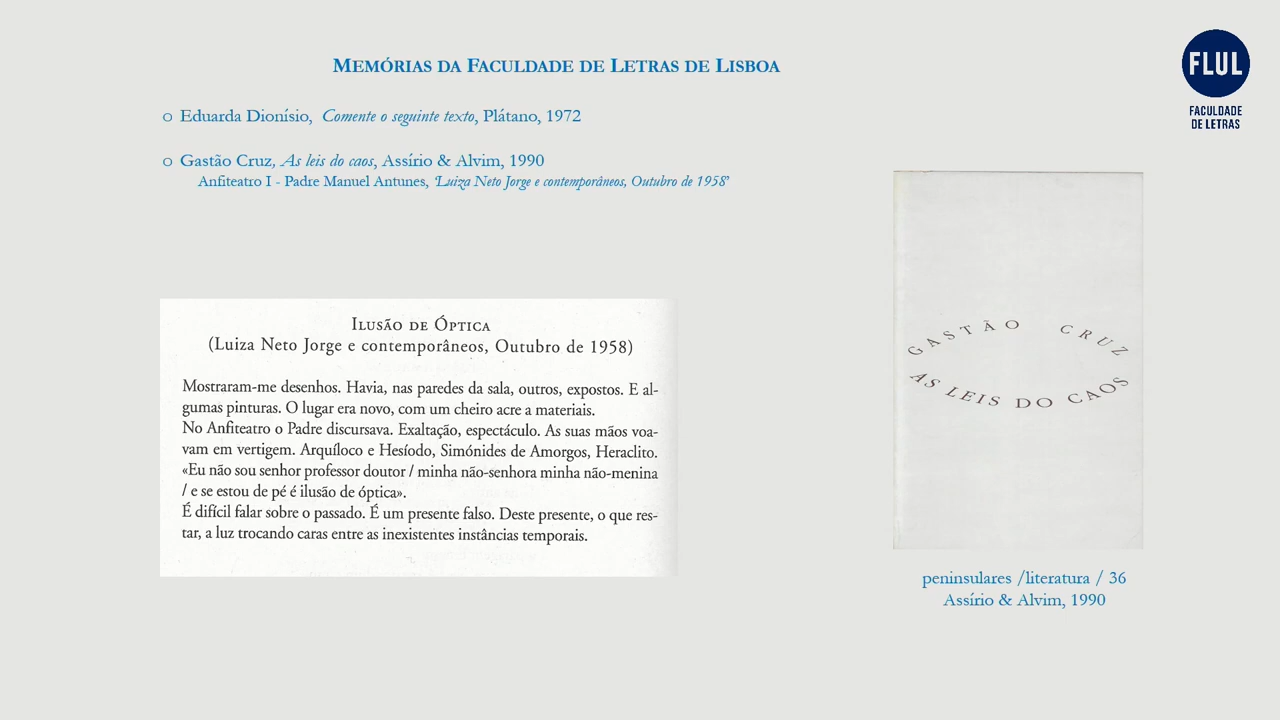 MEMÓRIAS DA FACULDADE DE LETRAS DE LISBOA
FLUL
FACULDADE
DE LETRAS
o Eduarda Dionísio, Comente o seguinte texto, Plátano, 1972
o Gastão Cruz, As leis do caos, Assírio & Alvim, 1990
Anfiteatro I - Padre Manuel Antunes, 'Luiza Neto Jorge e contemporâneos, Outubro de 1958'
ILUSÃO DE ÓPTICA
(Luiza Neto Jorge e contemporâneos, Outubro de 1958)
Mostraram-me desenhos. Havia, nas paredes da sala, outros, expostos. E al-
gumas pinturas. O lugar era novo, com um cheiro acre a materiais.
No Anfiteatro o Padre discursava. Exaltação, espectáculo. As suas mãos voa-
vam em vertigem. Arquíloco e Hesíodo, Simónides de Amorgos, Heraclito.
«Eu não sou senhor professor doutor / minha não-senhora minha não-menina
/ e se estou de pé é ilusão de óptica».
É difícil falar sobre o passado. É um presente falso. Deste presente, o que res-
tar, a luz trocando caras entre as inexistentes instâncias temporais.
GASTÃO CRUZ
AS LEIS DO CAOS
peninsulares /literatura / 36
Assírio & Alvim, 1990